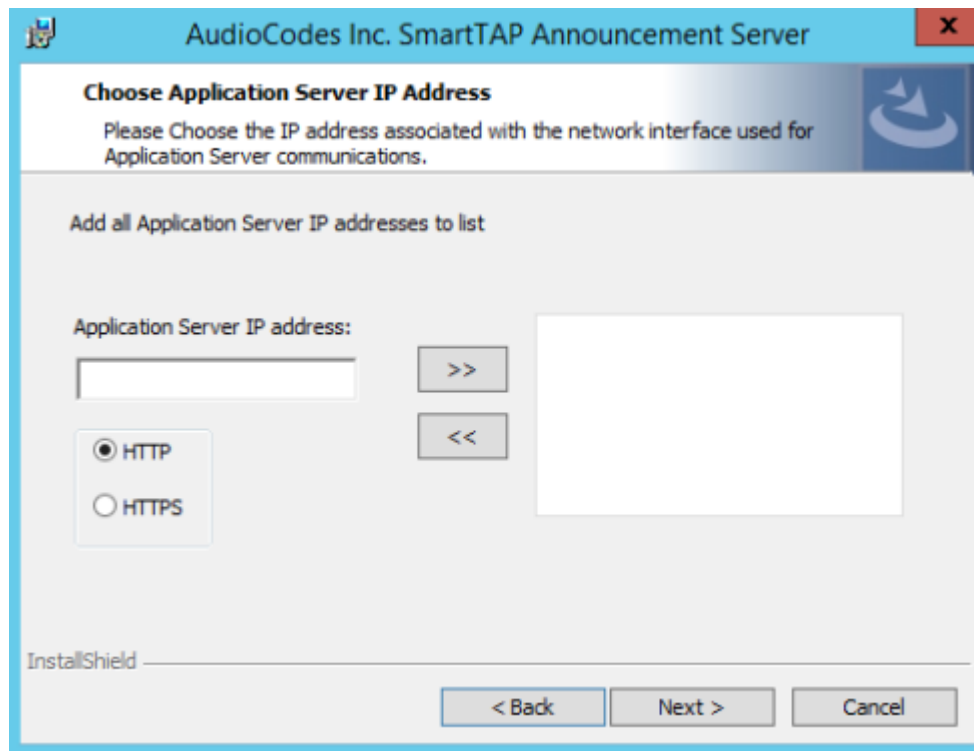 AudioCodes Inc. SmartTAP Announcement Server
x
Choose Application Server IP Address
Please Choose the IP address associated with the network interface used for
Application Server communications.
Add all Application Server IP addresses to list
Application Server IP address:
>>
<<
HTTP
HTTPS
InstallShield
< Back
Next >
Cancel